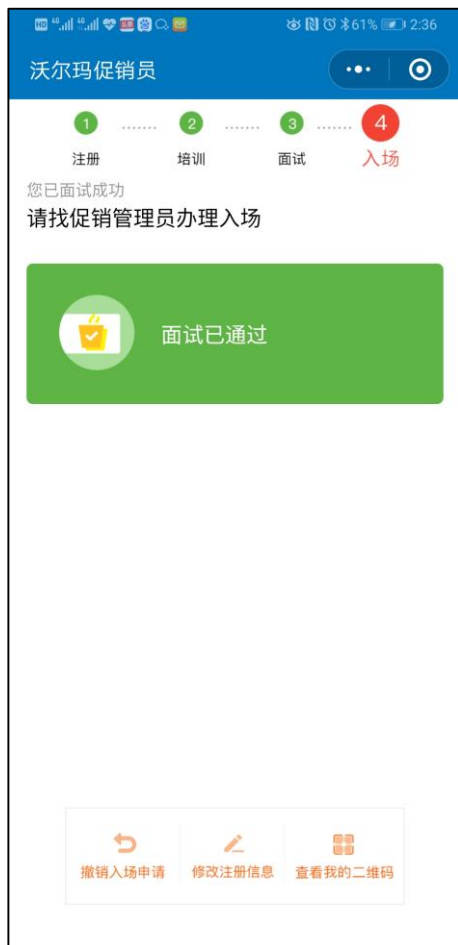 HD 4G 4G 61% 2:36
沃尔玛促销员
1 ....... 2 ....... 3 ..... 4
注册 培训 面试 入场
您已面试成功
请找促销管理员办理入场
面试已通过
撤销入场申请 修改注册信息 查看我的二维码